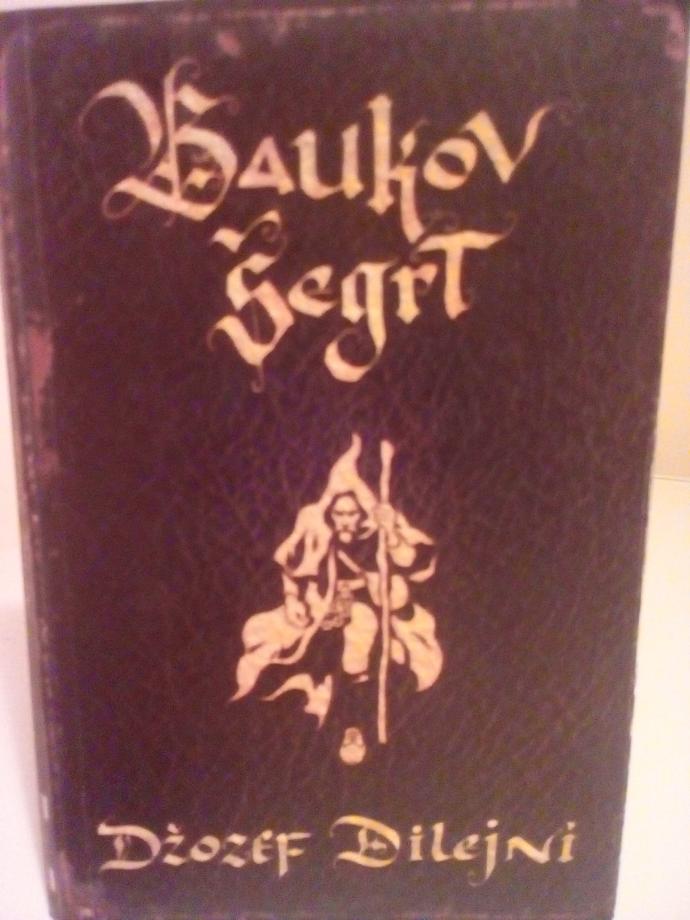 Baukov
Šegrt
Džozef Dilejni